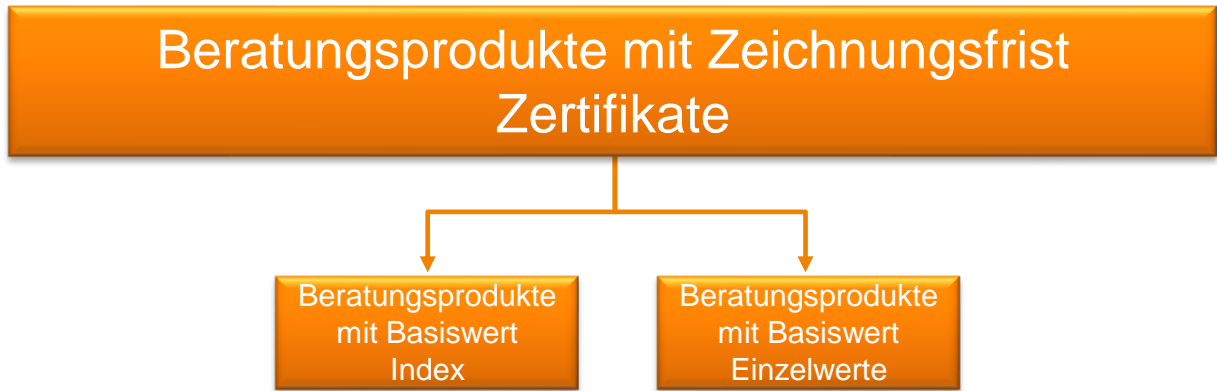 Beratungsprodukte mit Zeichnungsfrist
Zertifikate
Beratungsprodukte
mit Basiswert
Index
Beratungsprodukte
mit Basiswert
Einzelwerte